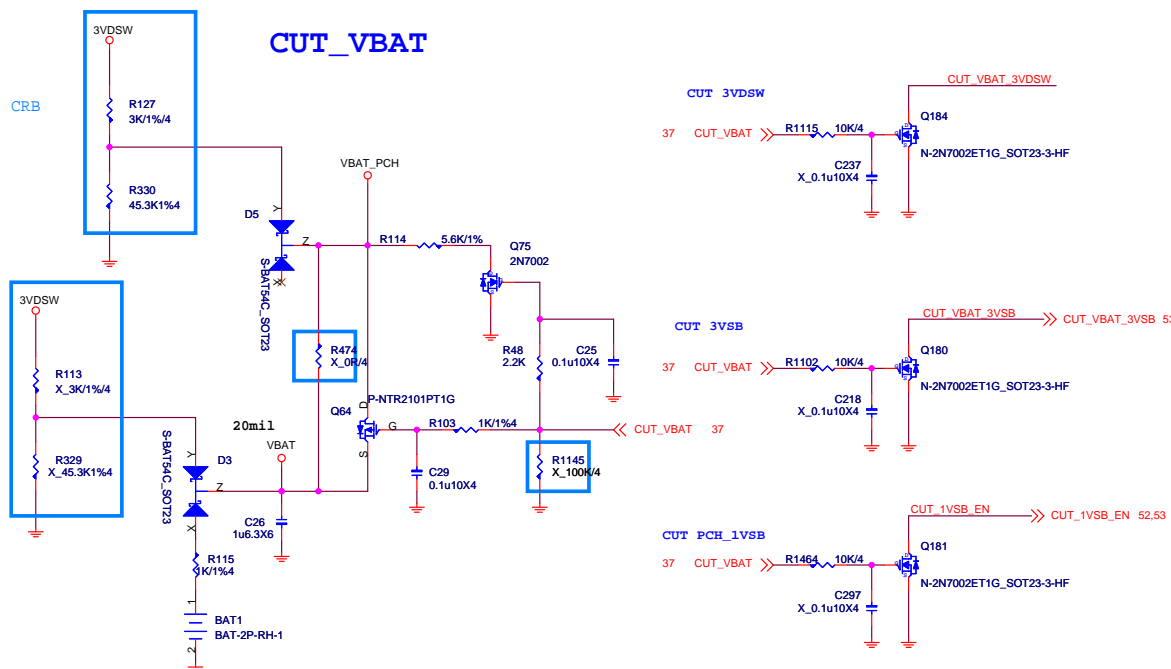 CUT_VBAT
CRB
3VDSW
R127
3K/1%/4
R330
45.3K1%4
D5
Y
Z
X
S-BAT54C_SOT23
VBAT_PCH
R114
5.6K/1%
Q75
2N7002
R474
X_0R/4
R48
2.2K
C25
0.1u10X4
P-NTR2101PT1G
Q64
D
G
S
R103
1K/1%4
CUT_VBAT 37
C29
0.1u10X4
R1145
X_100K/4
3VDSW
R113
X_3K/1%/4
R329
X_45.3K1%4
S-BAT54C_SOT23
Y
D3
Z
X
20mil
VBAT
C26
1u6.3X6
R115
1K/1%4
1
BAT1
BAT-2P-RH-1
2
CUT 3VDSW
37 CUT_VBAT
R1115
10K/4
C237
X_0.1u10X4
CUT_VBAT_3VDSW
Q184
N-2N7002ET1G_SOT23-3-HF
CUT 3VSB
37 CUT_VBAT
R1102
10K/4
C218
X_0.1u10X4
CUT_VBAT_3VSB
CUT_VBAT_3VSB 53
Q180
N-2N7002ET1G_SOT23-3-HF
CUT PCH_1VSB
37 CUT_VBAT
R1464
10K/4
C297
X_0.1u10X4
CUT_1VSB_EN
CUT_1VSB_EN 52,53
Q181
N-2N7002ET1G_SOT23-3-HF